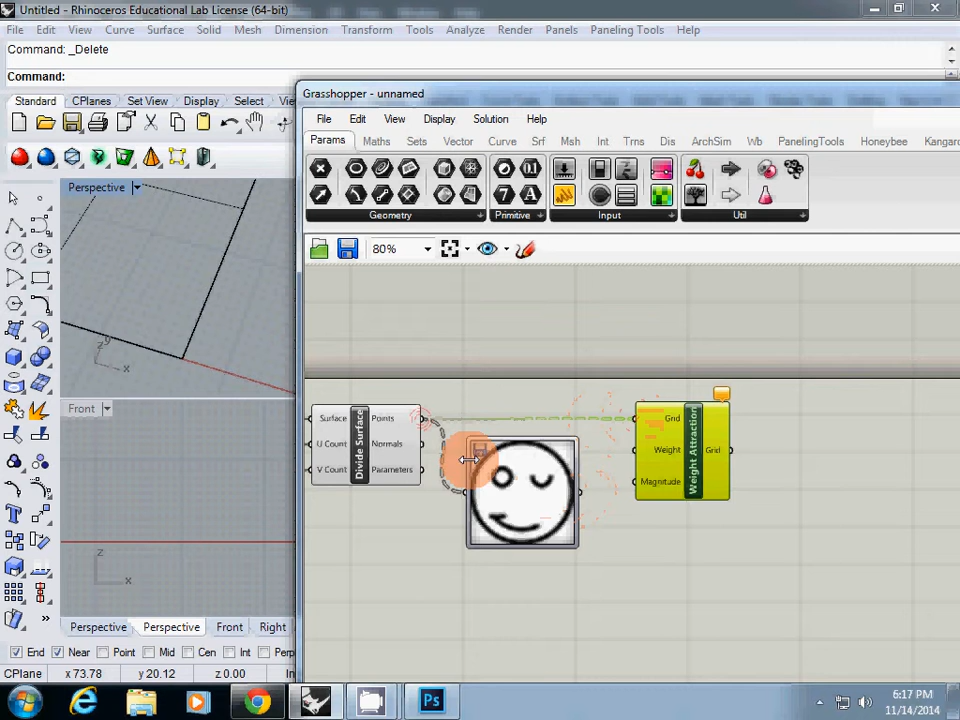 Untitled - Rhinoceros Educational Lab License (64-bit)
File Edit View Curve Surface Solid Mesh Dimension Transform Tools Analyze Render Panels Paneling Tools Help
Command: _Delete
Command:
Standard CPlanes Set View Display Select
Grasshopper - unnamed
File Edit View Display Solution Help
Params Maths Sets Vector Curve Srf Msh Int Trns Dis ArchSim Wb PanelingTools Honeybee Kangaro
Geometry Primitive Input Util
80%
Perspective
z y
x
Surface Points
U Count Normals
V Count Parameters
Divide Surface
Grid
Weight Grid
Magnitude
Weight Attraction
Front
z
x
Perspective Perspective Front Right
End Near Point Mid Cen Int Perp
CPlane x 73.78 y 20.12 z 0.00
Ps
6:17 PM
11/14/2014